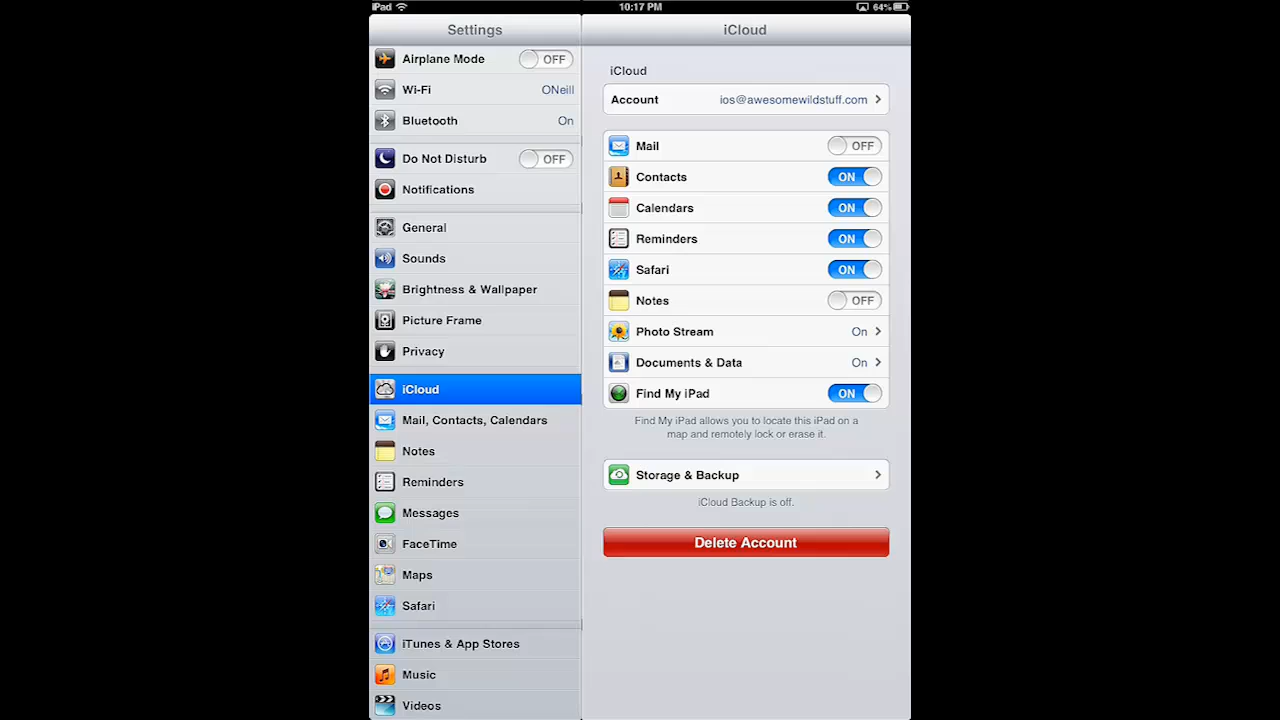 iPad 10:17 PM 64%
Settings
Airplane Mode OFF
Wi-Fi ONeill
Bluetooth On
Do Not Disturb OFF
Notifications
General
Sounds
Brightness & Wallpaper
Picture Frame
Privacy
iCloud
Mail, Contacts, Calendars
Notes
Reminders
Messages
FaceTime
Maps
Safari
iTunes & App Stores
Music
Videos
iCloud
iCloud
Account ios@awesomewildstuff.com
Mail OFF
Contacts ON
Calendars ON
Reminders ON
Safari ON
Notes OFF
Photo Stream On
Documents & Data On
Find My iPad ON
Find My iPad allows you to locate this iPad on a
map and remotely lock or erase it.
Storage & Backup
iCloud Backup is off.
Delete Account